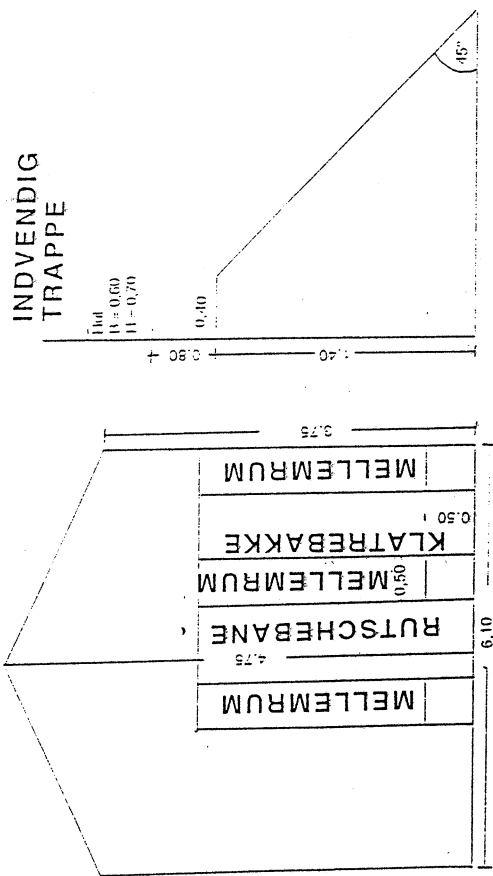 INDVENDIG
TRAPPE
Hul
B = 0,60
H = 0,70
0,40
0.80
1.40
45°
3.75
MELLEMRUM
KLATREBAKKE
0.50
MELLEMRUM
0,50
RUTSCHEBANE
4.75
MELLEMRUM
6,10